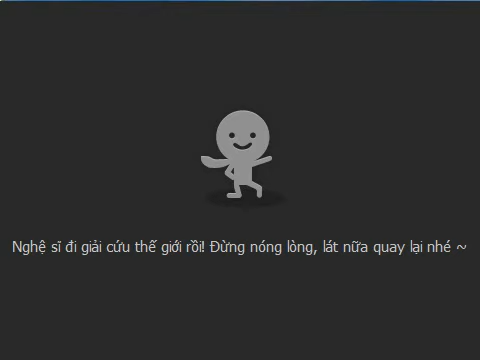 Nghệ sĩ đi giải cứu thế giới rồi! Đừng nóng lòng, lát nữa quay lại nhé ~